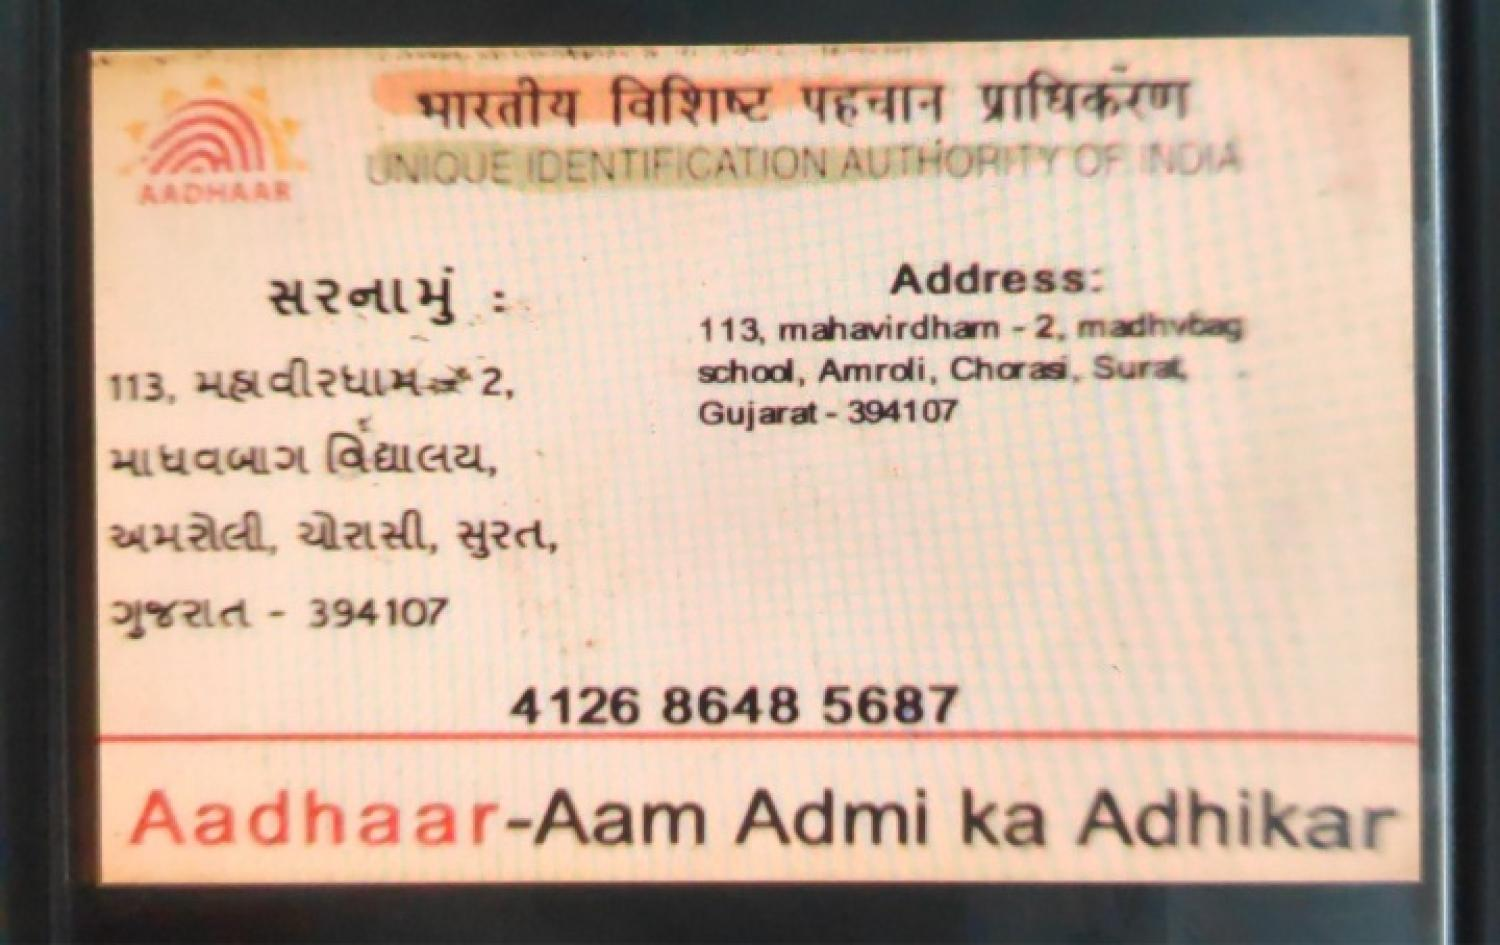 भारतीय विशिष्ट पहचान प्राधिकरण
UNIQUE IDENTIFICATION AUTHORITY OF INDIA
AADHAAR
સરનામું :
113, મહાવીરધામ - 2,
માધવબાગ વિદ્યાલય,
અમરોલી, ચોરાસી, સુરત,
ગુજરાત - 394107
Address:
113, mahavirdham - 2, madhvbag
school, Amroli, Chorasi, Surat,
Gujarat - 394107
4126 8648 5687
Aadhaar-Aam Admi ka Adhikar